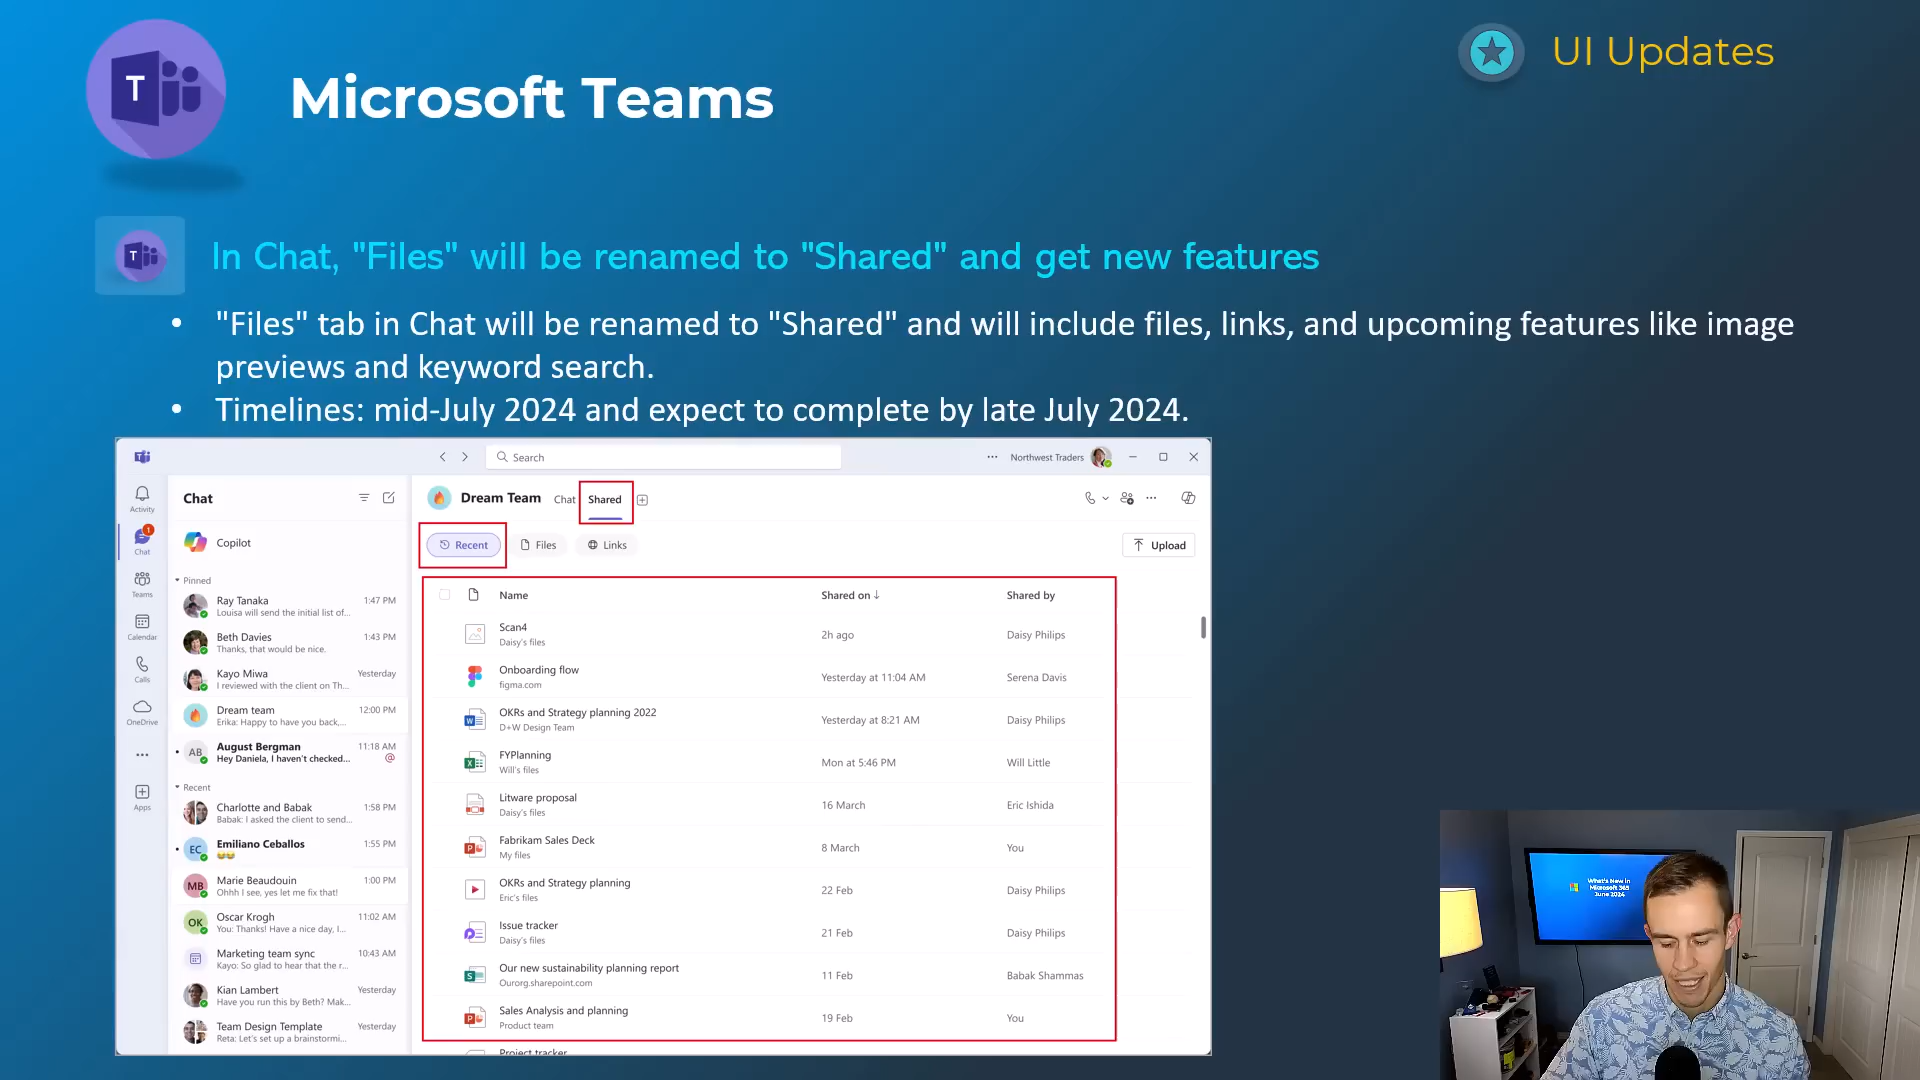 T
Microsoft Teams
UI Updates
T
In Chat, "Files" will be renamed to "Shared" and get new features
• "Files" tab in Chat will be renamed to "Shared" and will include files, links, and upcoming features like image
previews and keyword search.
• Timelines: mid-July 2024 and expect to complete by late July 2024.
Search
Northwest Traders
Activity
1
Chat
Teams
Calendar
Calls
OneDrive
Apps
Chat
Copilot
Pinned
Ray Tanaka 1:47 PM
Louisa will send the initial list of...
Beth Davies 1:43 PM
Thanks, that would be nice.
Kayo Miwa Yesterday
I reviewed with the client on Th...
Dream team 12:00 PM
Erika: Happy to have you back,...
AB August Bergman 11:18 AM
Hey Daniela, I haven't checked... @
Recent
Charlotte and Babak 1:58 PM
Babak: I asked the client to send...
EC Emiliano Ceballos 1:55 PM
😂😂
MB Marie Beaudouin 1:00 PM
Ohhh I see, yes let me fix that!
OK Oscar Krogh 11:02 AM
You: Thanks! Have a nice day, I...
Marketing team sync 10:43 AM
Kayo: So glad to hear that the r...
Kian Lambert Yesterday
Have you run this by Beth? Mak...
Team Design Template Yesterday
Reta: Let's set up a brainstormi...
Dream Team Chat Shared
Recent Files Links Upload
Name Shared on ↓ Shared by
Scan4 2h ago Daisy Philips
Daisy's files
Onboarding flow Yesterday at 11:04 AM Serena Davis
figma.com
OKRs and Strategy planning 2022 Yesterday at 8:21 AM Daisy Philips
D+W Design Team
FYPlanning Mon at 5:46 PM Will Little
Will's files
Litware proposal 16 March Eric Ishida
Daisy's files
Fabrikam Sales Deck 8 March You
My files
OKRs and Strategy planning 22 Feb Daisy Philips
Eric's files
Issue tracker 21 Feb Daisy Philips
Daisy's files
Our new sustainability planning report 11 Feb Babak Shammas
Ourorg.sharepoint.com
Sales Analysis and planning 19 Feb You
Product team
Project tracker
What's New in
Microsoft 365
June 2024